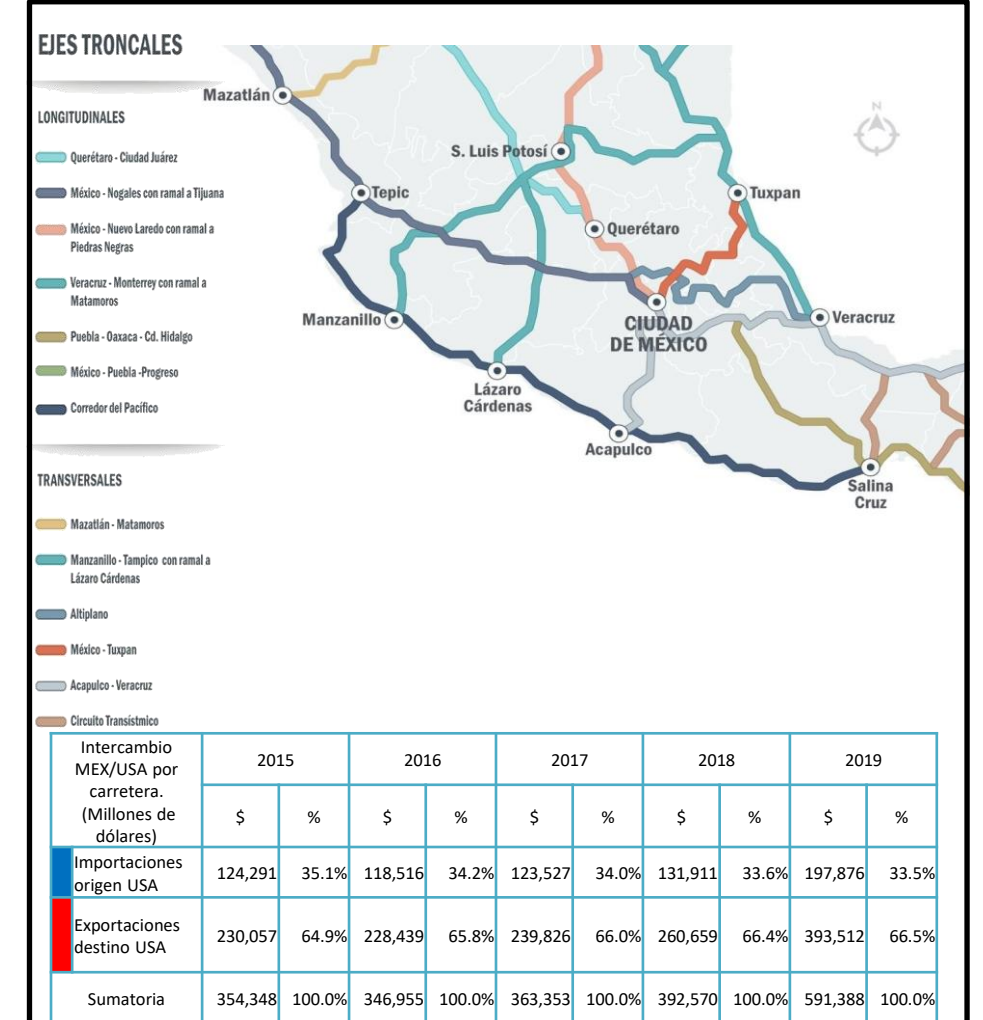 EJES TRONCALES
LONGITUDINALES
Querétaro - Ciudad Juárez
México - Nogales con ramal a Tijuana
México - Nuevo Laredo con ramal a
Piedras Negras
Veracruz - Monterrey con ramal a
Matamoros
Puebla - Oaxaca - Cd. Hidalgo
México - Puebla -Progreso
Corredor del Pacífico
TRANSVERSALES
Mazatlán - Matamoros
Manzanillo - Tampico con ramal a
Lázaro Cárdenas
Altiplano
México - Tuxpan
Acapulco - Veracruz
Circuito Transístmico
N
Mazatlán
S. Luis Potosí
Tepic
Tuxpan
Querétaro
Manzanillo
CIUDAD
DE MÉXICO
Veracruz
Lázaro
Cárdenas
Acapulco
Salina
Cruz
Intercambio
MEX/USA por
carretera.
(Millones de
dólares)
2015 2016 2017 2018 2019
$ % $ % $ % $ % $ %
Importaciones
origen USA
124,291 35.1% 118,516 34.2% 123,527 34.0% 131,911 33.6% 197,876 33.5%
Exportaciones
destino USA
230,057 64.9% 228,439 65.8% 239,826 66.0% 260,659 66.4% 393,512 66.5%
Sumatoria 354,348 100.0% 346,955 100.0% 363,353 100.0% 392,570 100.0% 591,388 100.0%